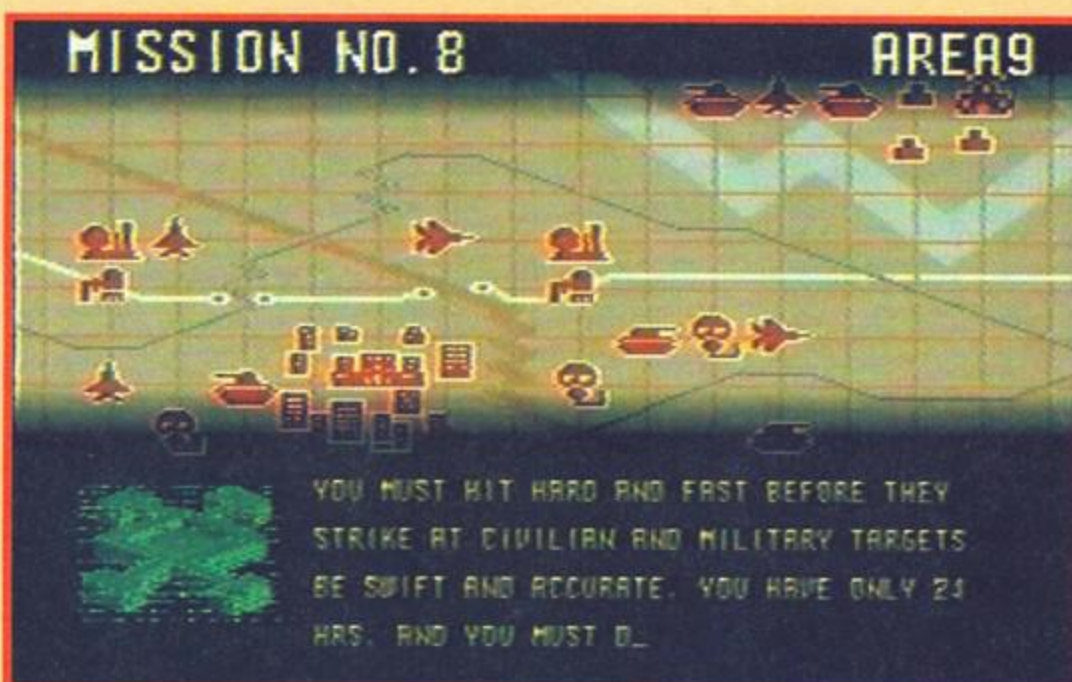 MISSION NO.8
AREA9
YOU MUST HIT HARD AND FAST BEFORE THEY
STRIKE AT CIVILIAN AND MILITARY TARGETS
BE SWIFT AND ACCURATE. YOU HAVE ONLY 24
HRS. AND YOU MUST D_